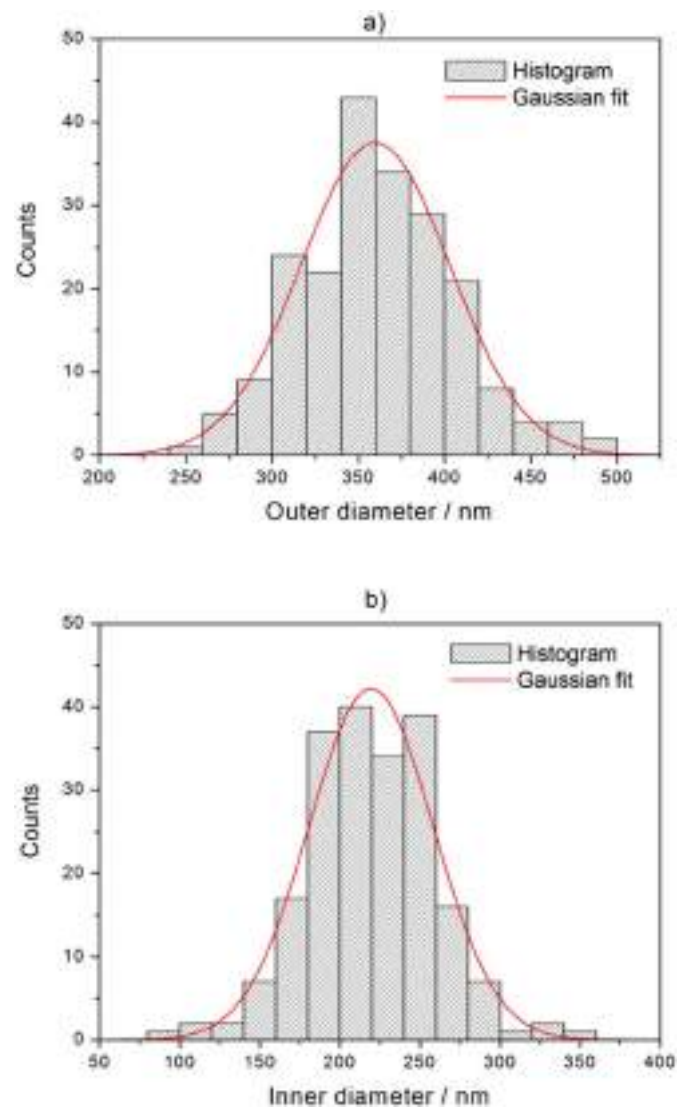 a)
50
40
30
20
10
0
Counts
Histogram
Gaussian fit
200 250 300 350 400 450 500
Outer diameter / nm
b)
50
40
30
20
10
0
Counts
Histogram
Gaussian fit
50 100 150 200 250 300 350 400
Inner diameter / nm